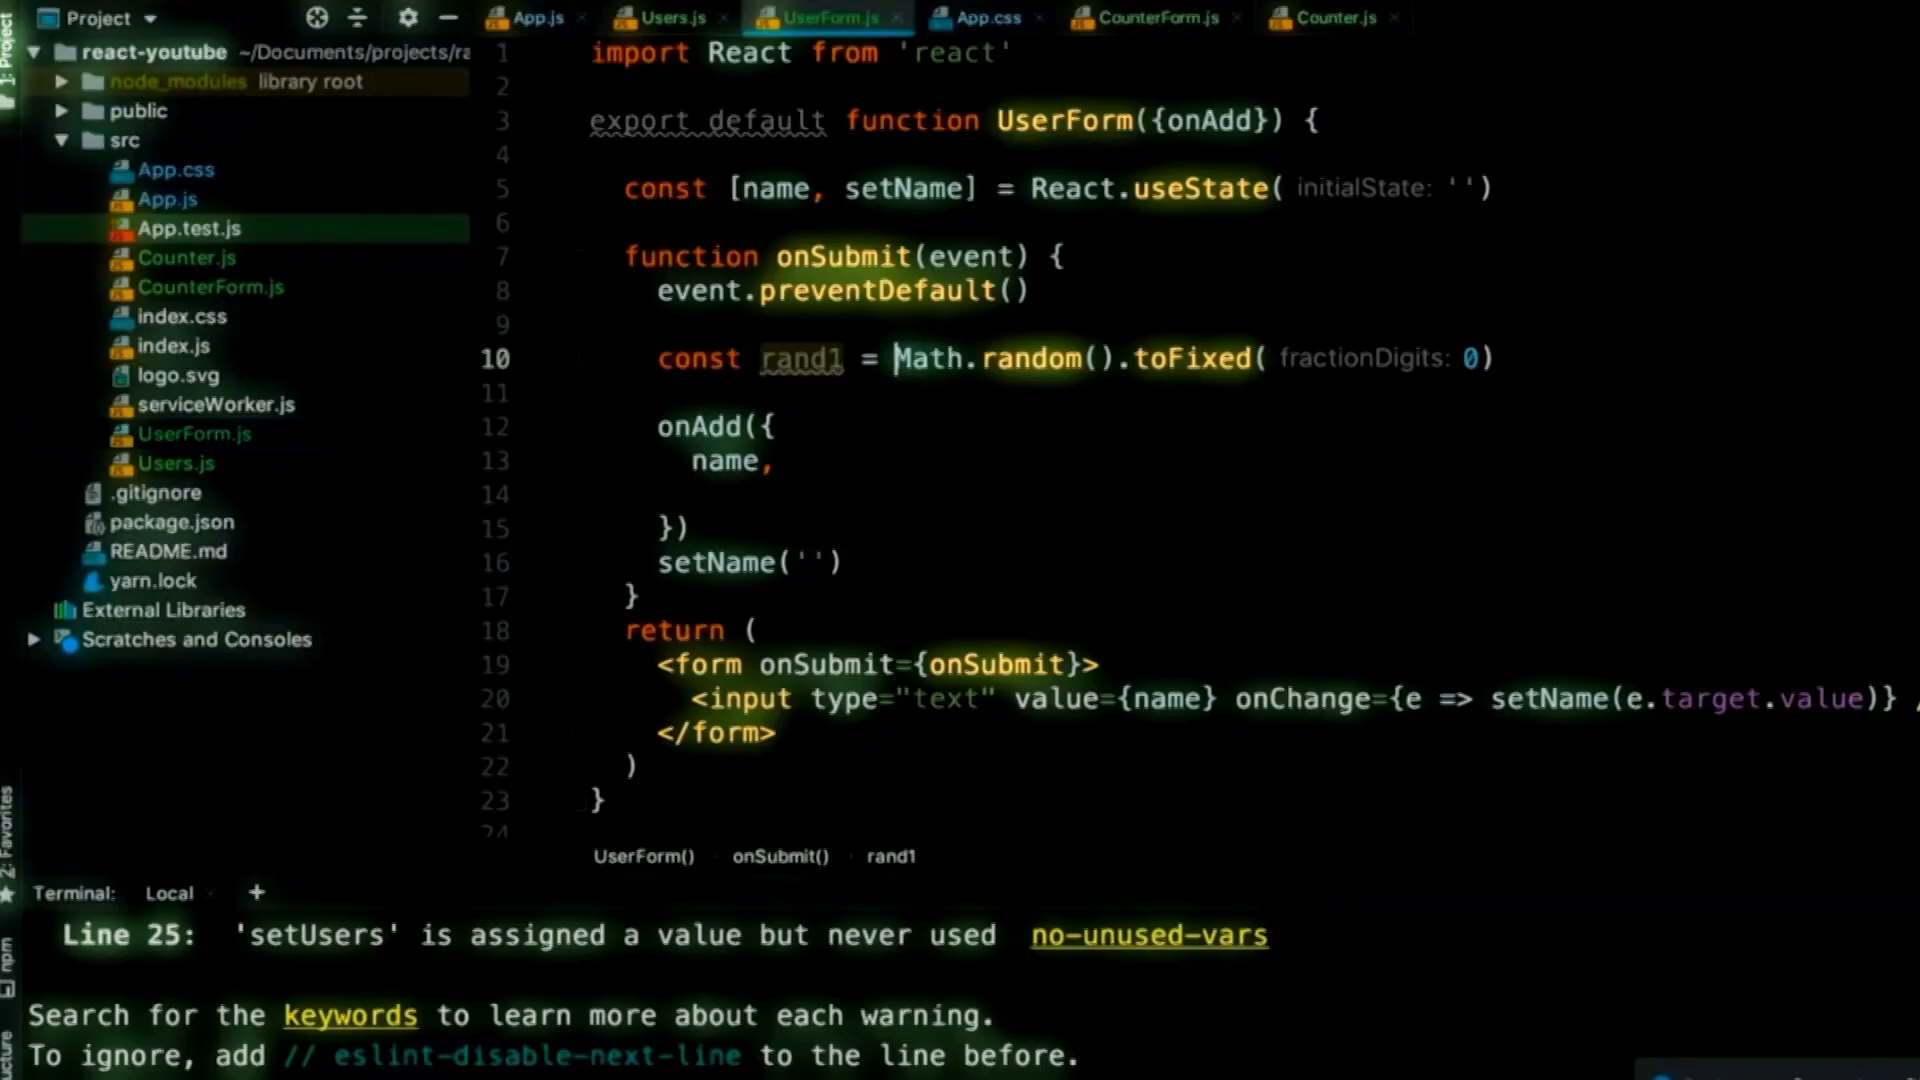 Project
App.js
Users.js
UserForm.js
App.css
CounterForm.js
Counter.js
1: Project
react-youtube ~/Documents/projects/ra
node_modules library root
public
src
App.css
App.js
App.test.js
Counter.js
CounterForm.js
index.css
index.js
logo.svg
serviceWorker.js
UserForm.js
Users.js
.gitignore
package.json
README.md
yarn.lock
External Libraries
Scratches and Consoles
1 import React from 'react'
2
3 export default function UserForm({onAdd}) {
4
5 const [name, setName] = React.useState( initialState: '')
6
7 function onSubmit(event) {
8 event.preventDefault()
9
10 const rand1 = Math.random().toFixed( fractionDigits: 0)
11
12 onAdd({
13 name,
14
15 })
16 setName('')
17 }
18 return (
19 <form onSubmit={onSubmit}>
20 <input type="text" value={name} onChange={e => setName(e.target.value)} /
21 </form>
22 )
23 }
24
UserForm() onSubmit() rand1
2: Favorites
npm
ucture
Terminal: Local +
Line 25: 'setUsers' is assigned a value but never used no-unused-vars
Search for the keywords to learn more about each warning.
To ignore, add // eslint-disable-next-line to the line before.